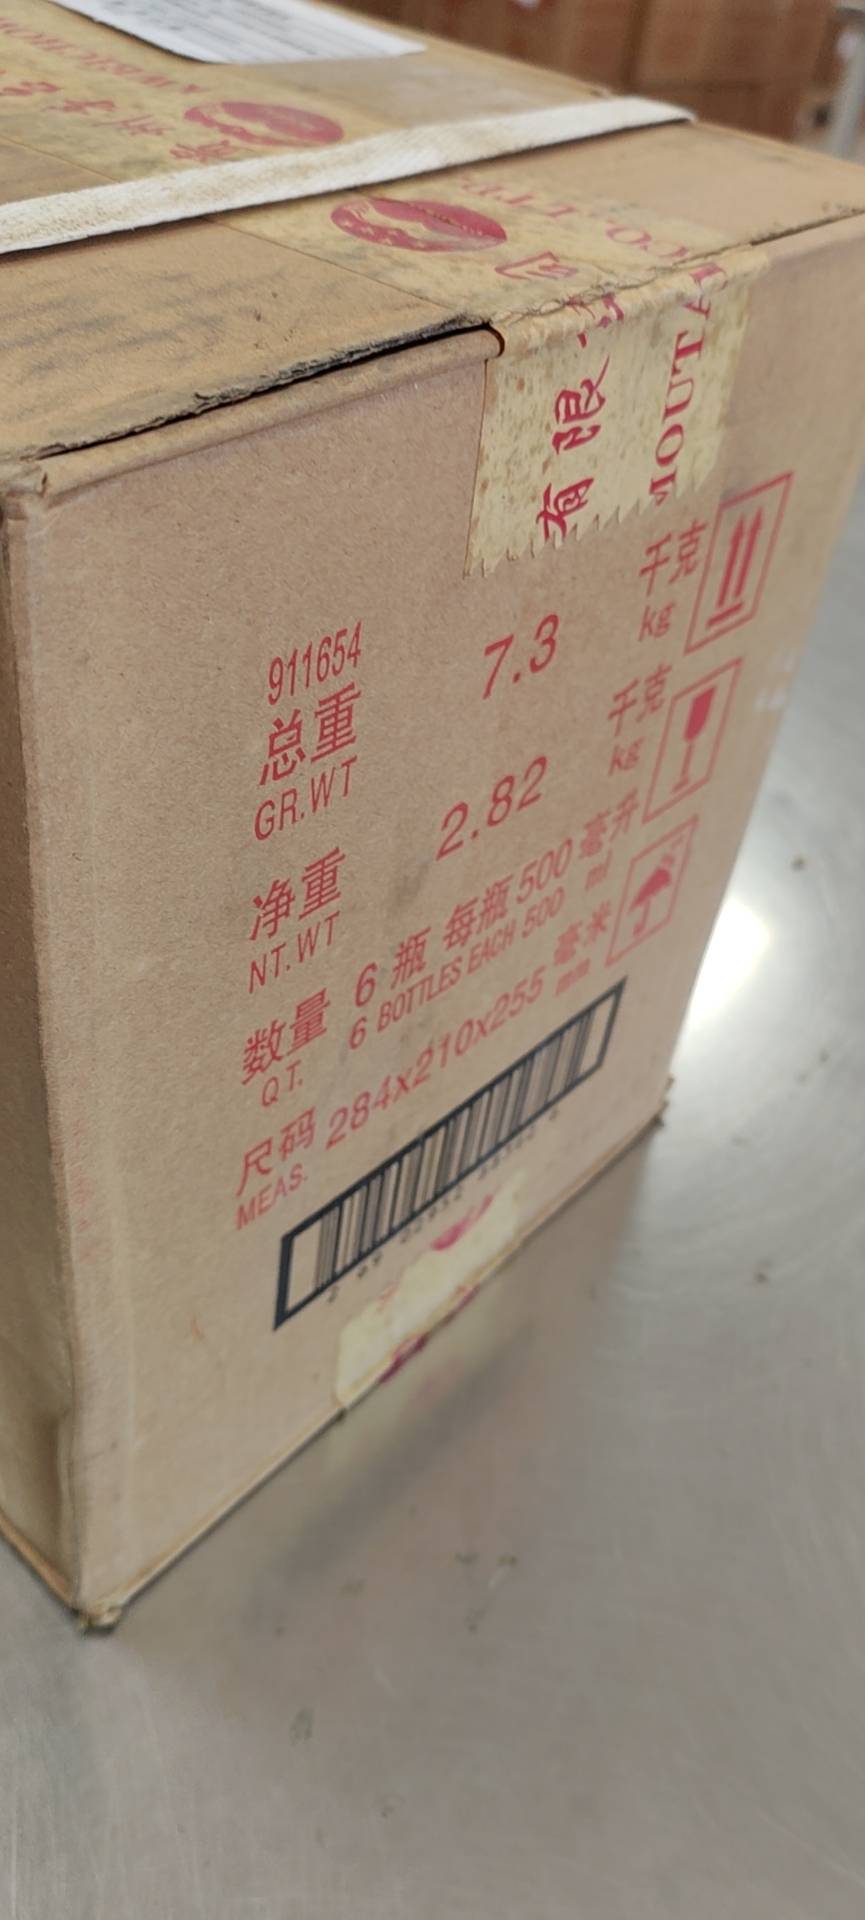 有限
MOUTA
911654
总重 7.3 千克
GR.WT kg
净重 2.82 千克
NT.WT kg
数量 6 瓶 每瓶 500 毫升
QT. 6 BOTTLES EACH 500 ml
尺码 284x210x255 毫米
MEAS. mm